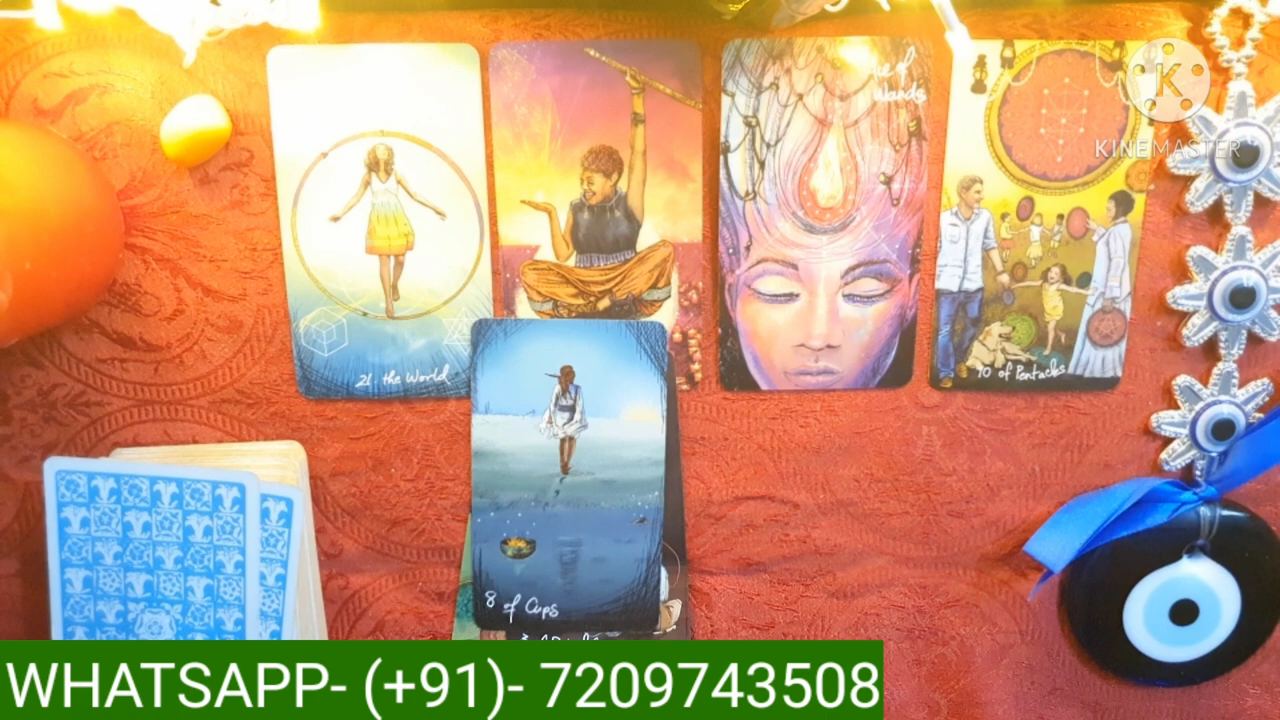 K
KINEMASTER
of
Wands
21. the World
10 of Pentacles
8 of Cups
WHATSAPP- (+91)- 7209743508